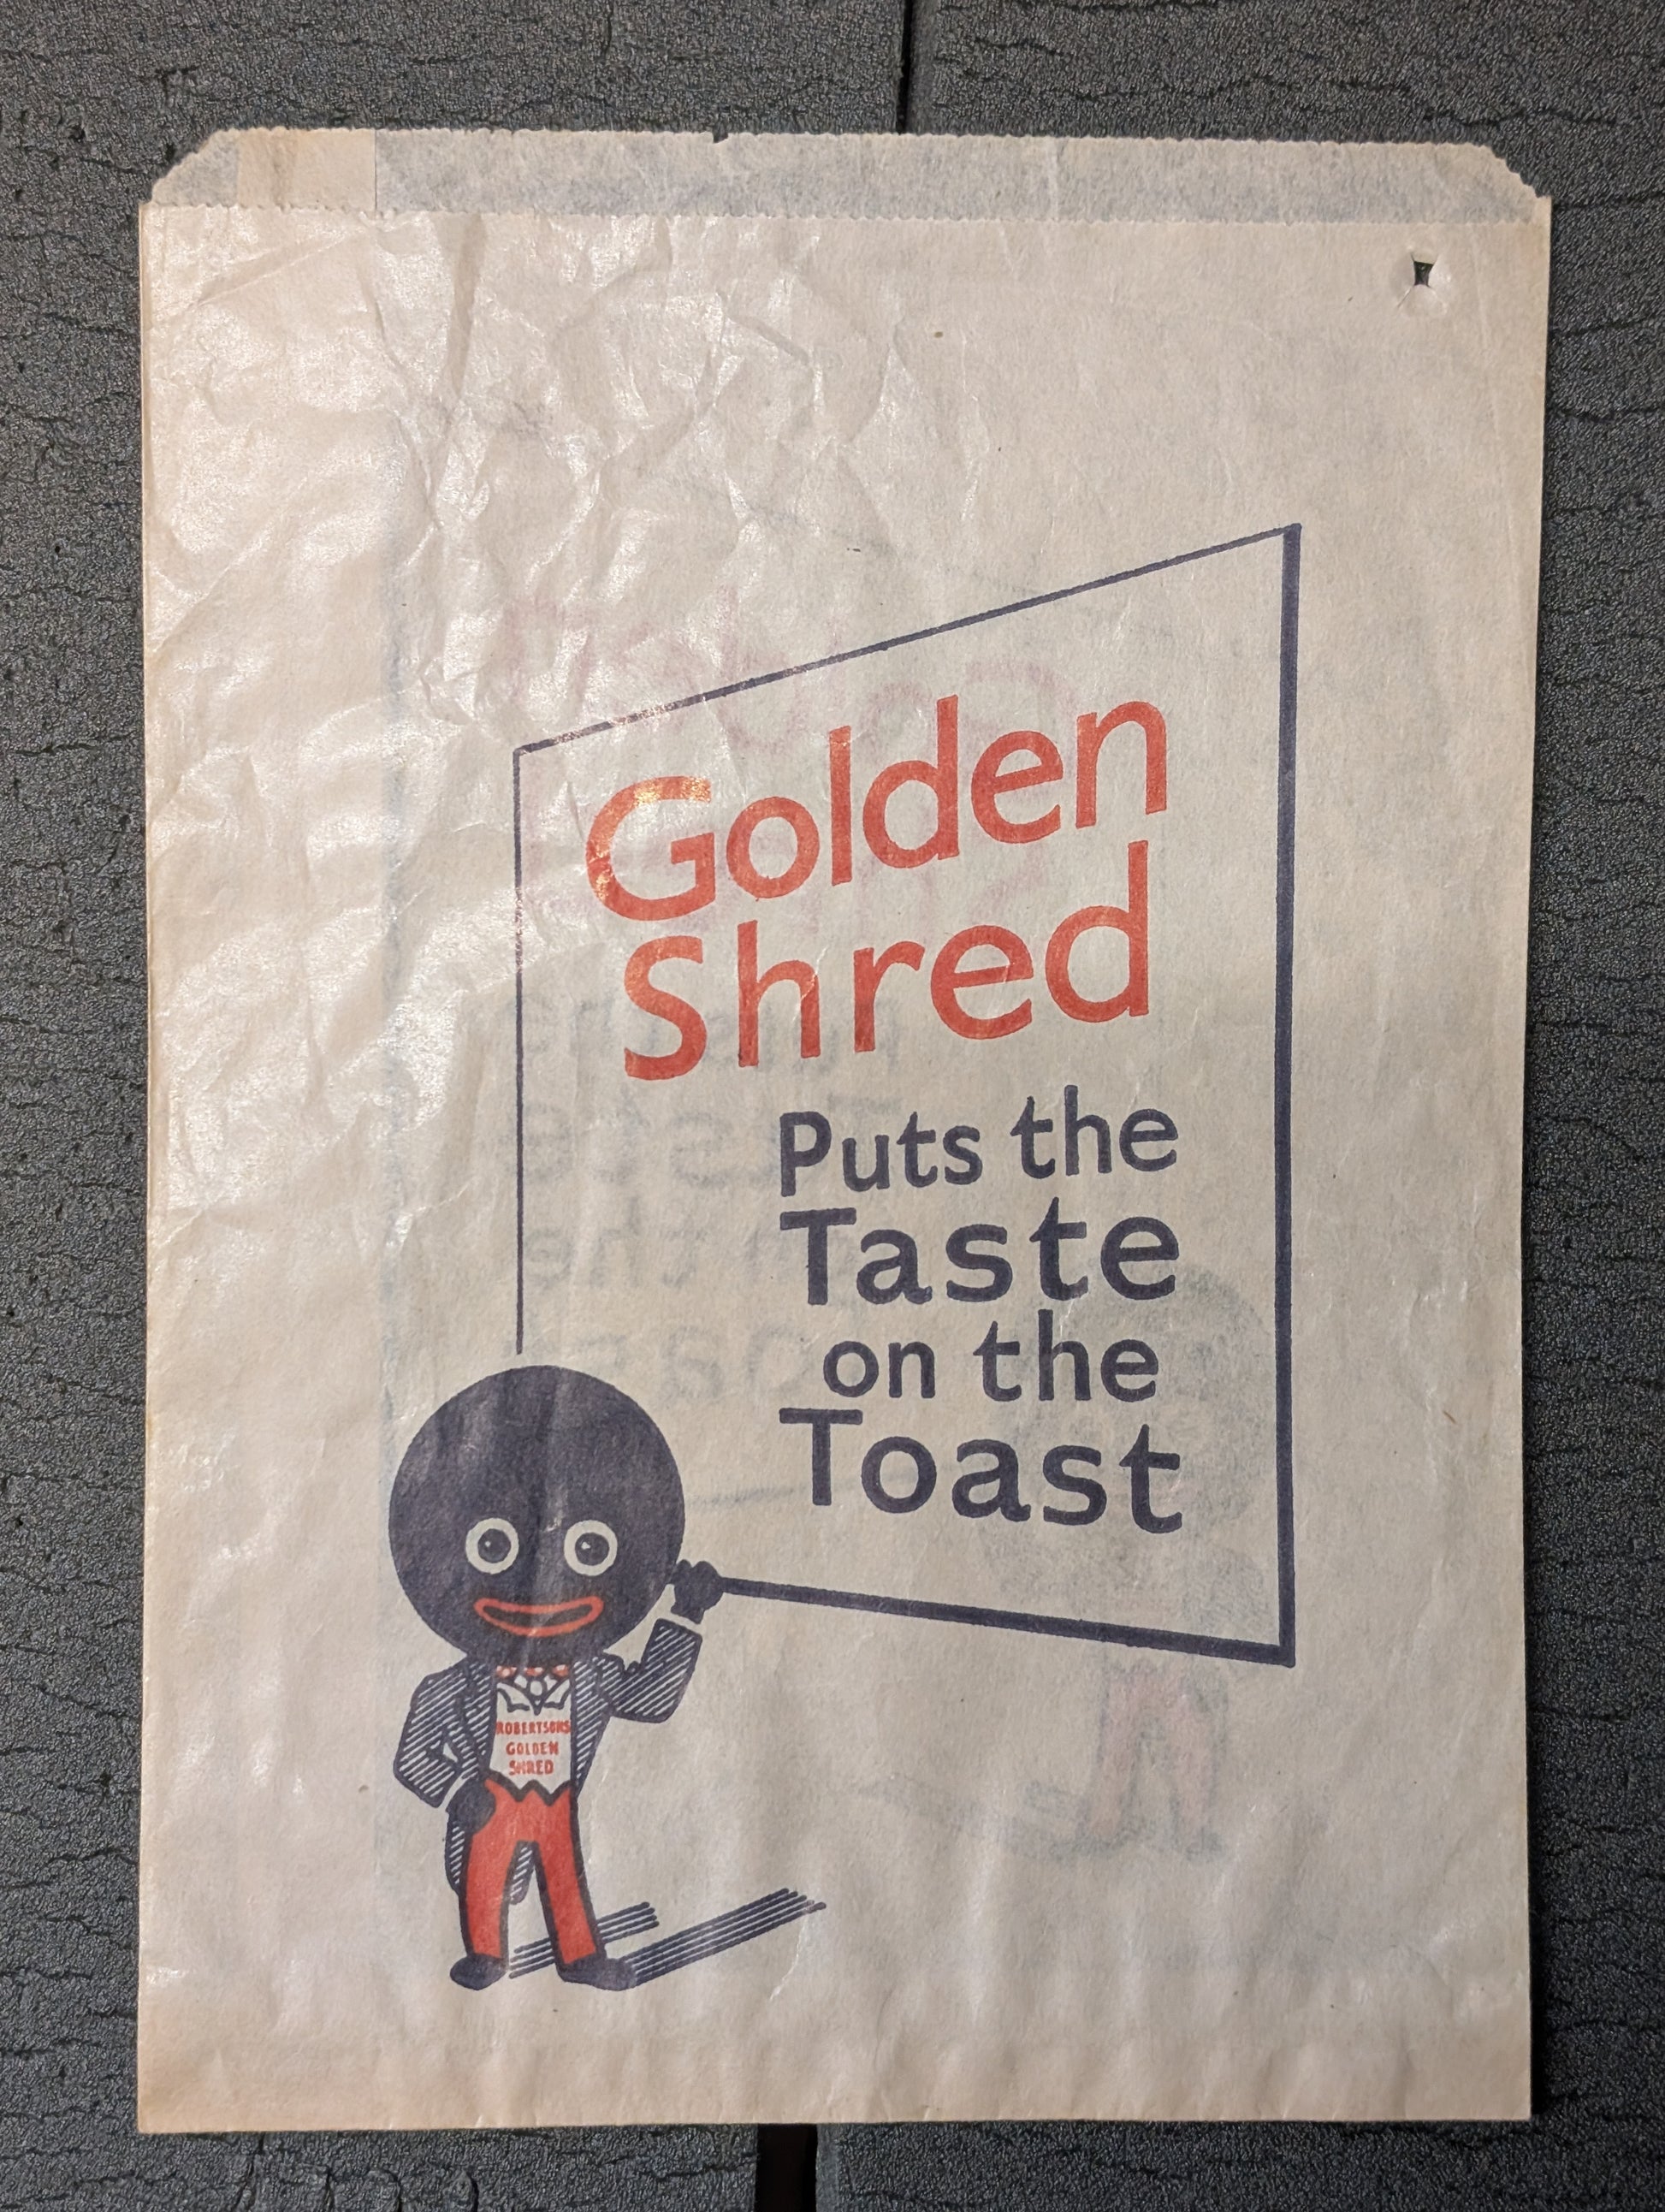 Golden
Shred
Puts the
Taste
on the
Toast
ROBERTSONS
GOLDEN
SHRED